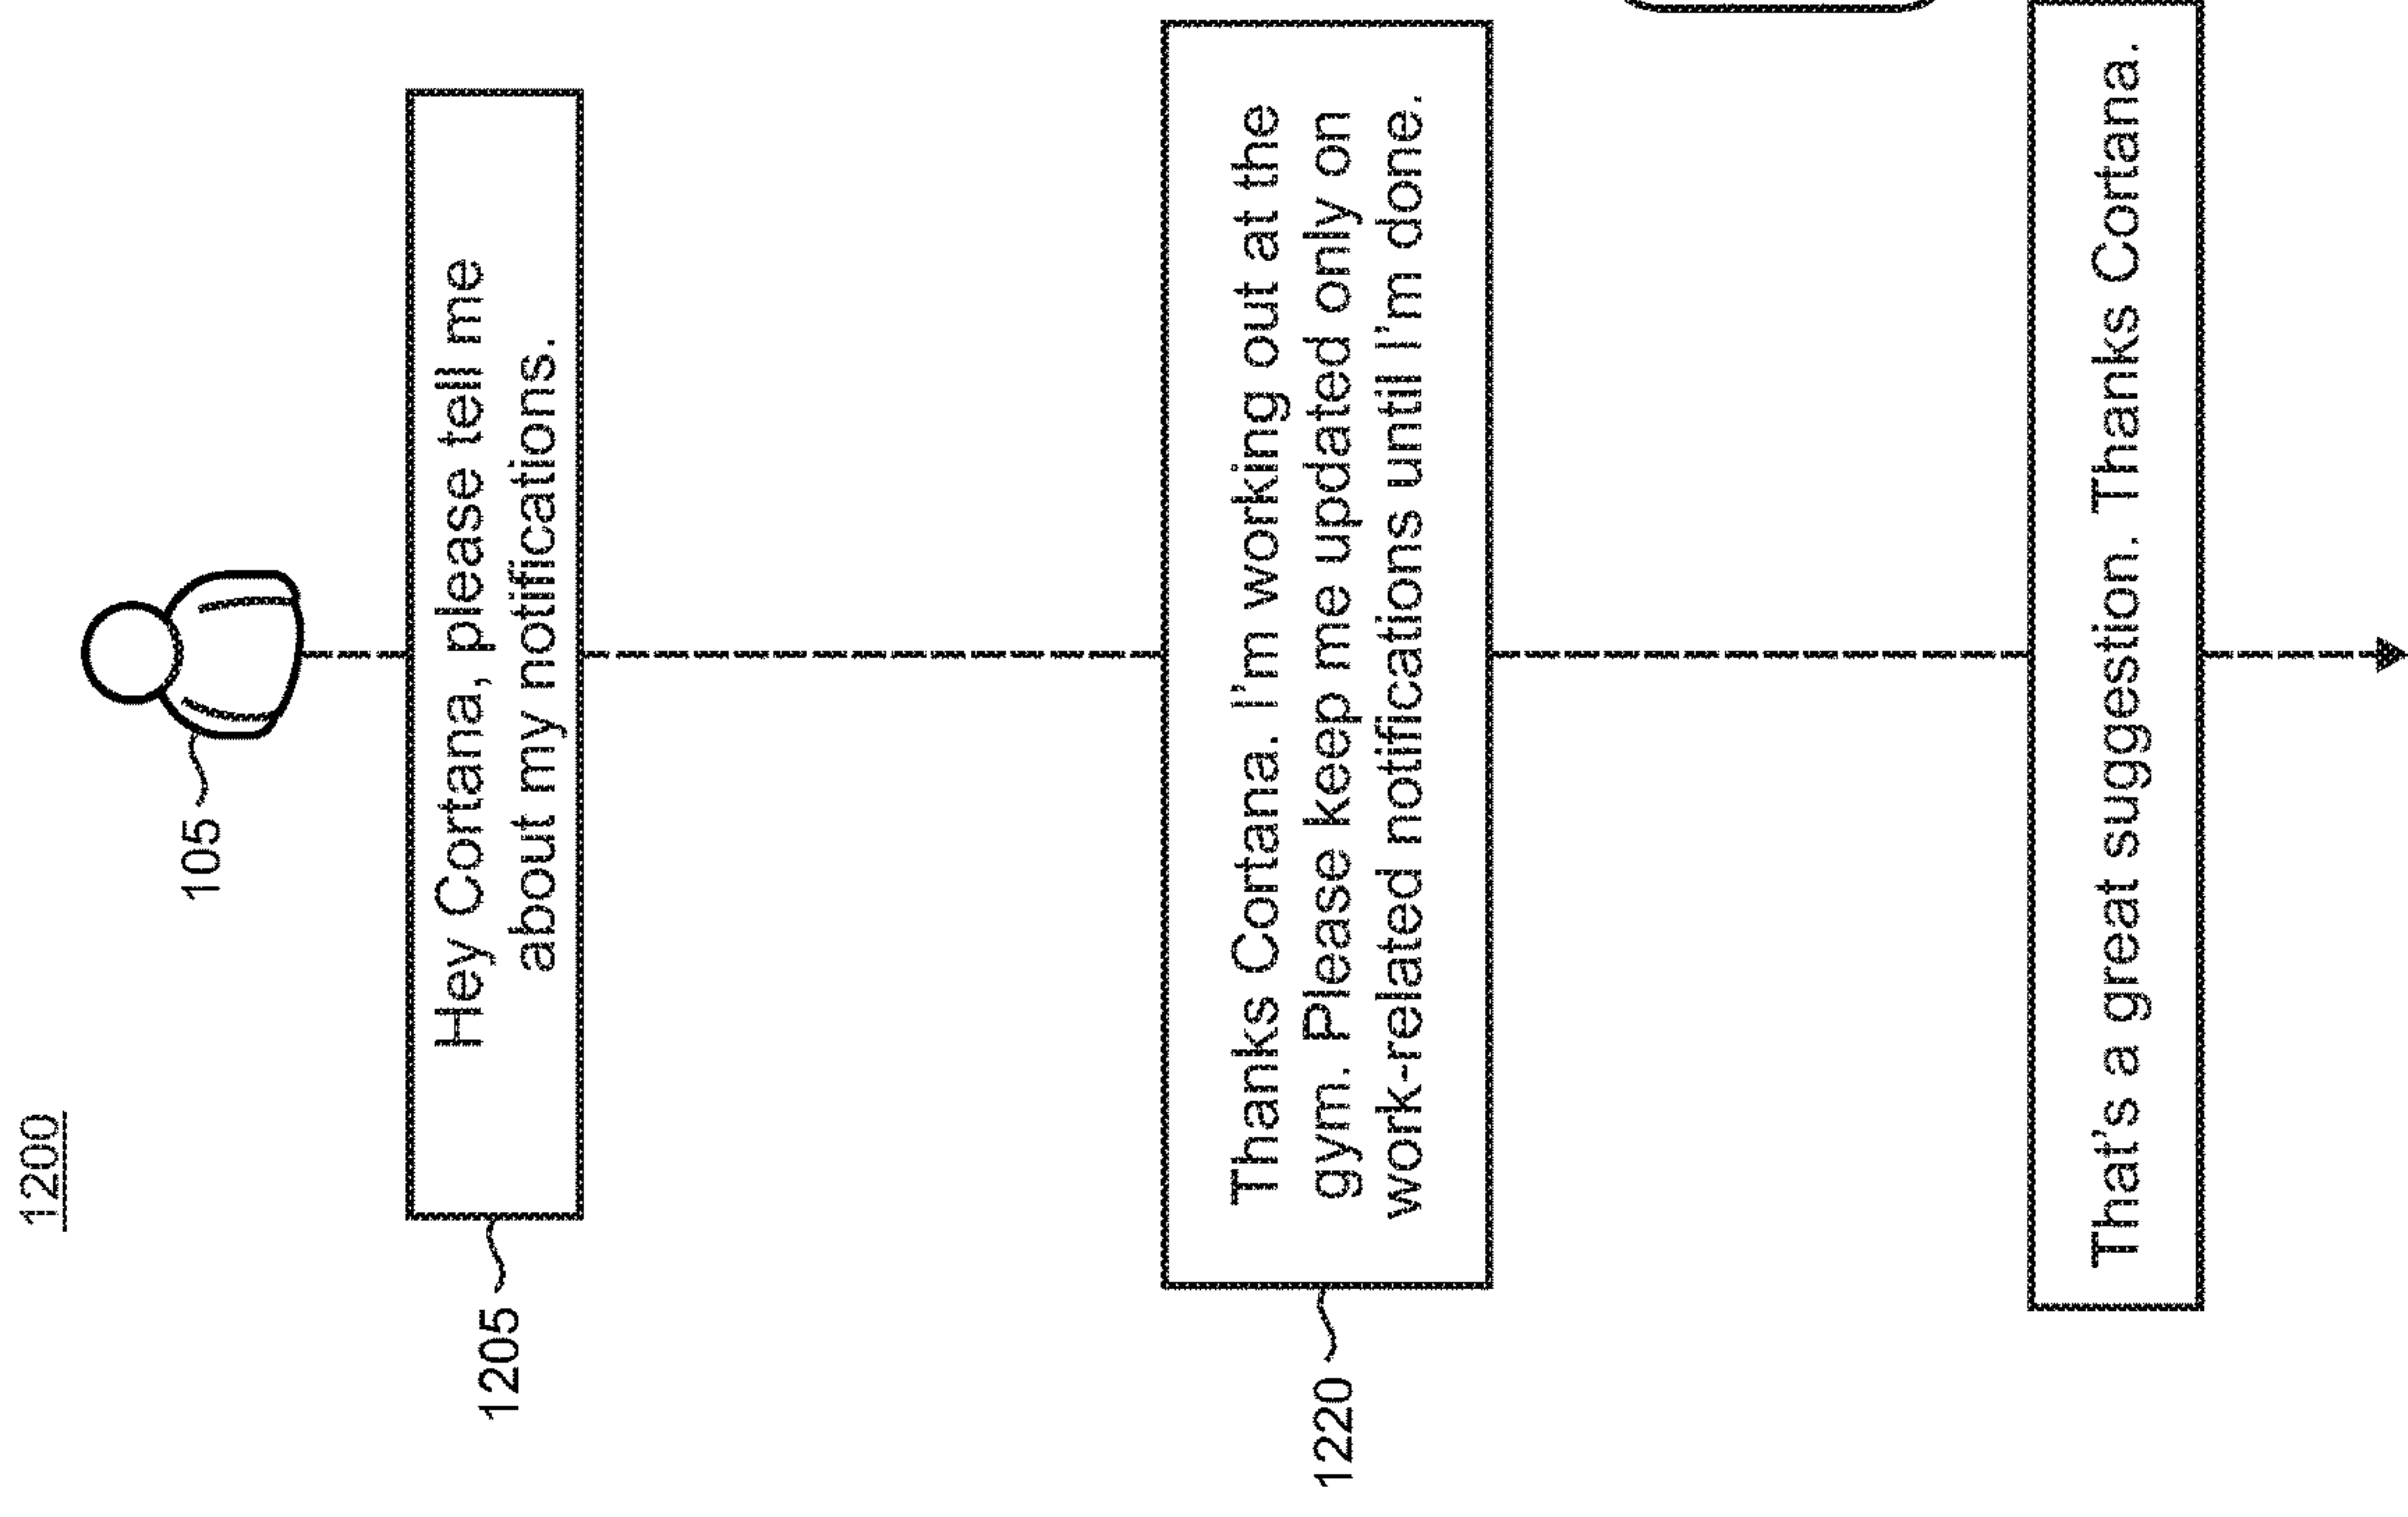 1200
105
1205
Hey Cortana, please tell me
about my notifications.
1220
Thanks Cortana. I'm working out at the
gym. Please keep me updated only on
work-related notifications until I'm done.
That's a great suggestion. Thanks Cortana.